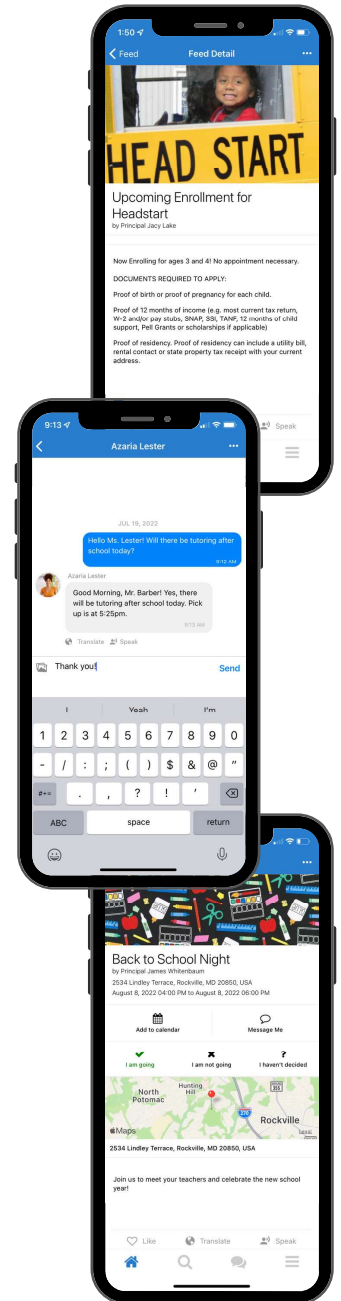 1:50
Feed
Feed Detail
HEAD START
Upcoming Enrollment for
Headstart
by Principal Jacy Lake
Now Enrolling for ages 3 and 4! No appointment necessary.
DOCUMENTS REQUIRED TO APPLY:
Proof of birth or proof of pregnancy for each child.
Proof of 12 months of income (e.g. most current tax return,
W-2 and/or pay stubs, SNAP, SSI, TANF, 12 months of child
support, Pell Grants or scholarships if applicable)
Proof of residency. Proof of residency can include a utility bill,
rental contact or state property tax receipt with your current
address.
Speak
9:13
Azaria Lester
JUL 19, 2022
Hello Ms. Lester! Will there be tutoring after
school today?
9:12 AM
Azaria Lester
Good Morning, Mr. Barber! Yes, there
will be tutoring after school today. Pick
up is at 5:25pm.
9:13 AM
Translate Speak
Thank you!
Send
I Yeah I'm
1 2 3 4 5 6 7 8 9 0
- / : ; ( ) $ & @ "
#+= . , ? ! '
ABC space return
Back to School Night
by Principal James Whitenbaum
2534 Lindley Terrace, Rockville, MD 20850, USA
August 8, 2022 04:00 PM to August 8, 2022 06:00 PM
Add to calendar Message Me
I am going I am not going I haven't decided
North
Potomac
Hunting
Hill
355
270
Rockville
Maps
2534 Lindley Terrace, Rockville, MD 20850, USA
Join us to meet your teachers and celebrate the new school
year!
Like Translate Speak